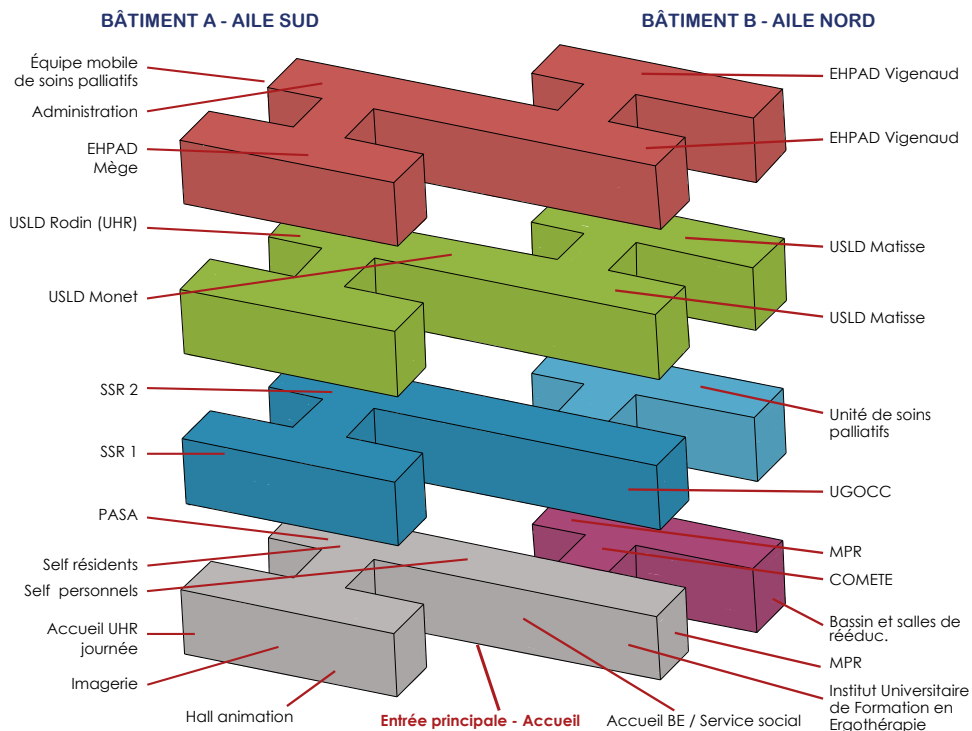 BÂTIMENT A - AILE SUD
BÂTIMENT B - AILE NORD
Équipe mobile
de soins palliatifs
Administration
EHPAD
Mège
EHPAD Vigenaud
EHPAD Vigenaud
USLD Rodin (UHR)
USLD Monet
USLD Matisse
USLD Matisse
SSR 2
SSR 1
Unité de soins
palliatifs
UGOCC
PASA
Self résidents
Self personnels
Accueil UHR
journée
Imagerie
Hall animation
Entrée principale - Accueil
Accueil BE / Service social
MPR
COMETE
Bassin et salles de
rééduc.
MPR
Institut Universitaire
de Formation en
Ergothérapie